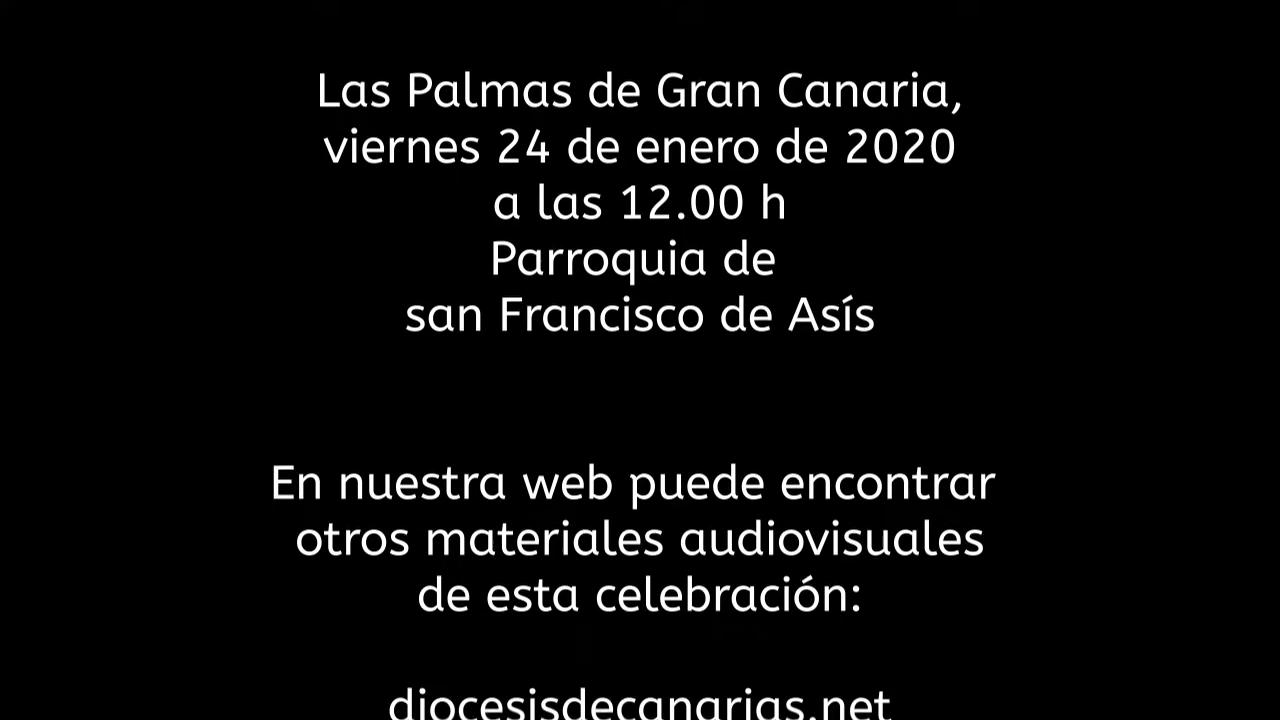 Las Palmas de Gran Canaria,
viernes 24 de enero de 2020
a las 12.00 h
Parroquia de
san Francisco de Asís
En nuestra web puede encontrar
otros materiales audiovisuales
de esta celebración:
diocesisdecanarias.net